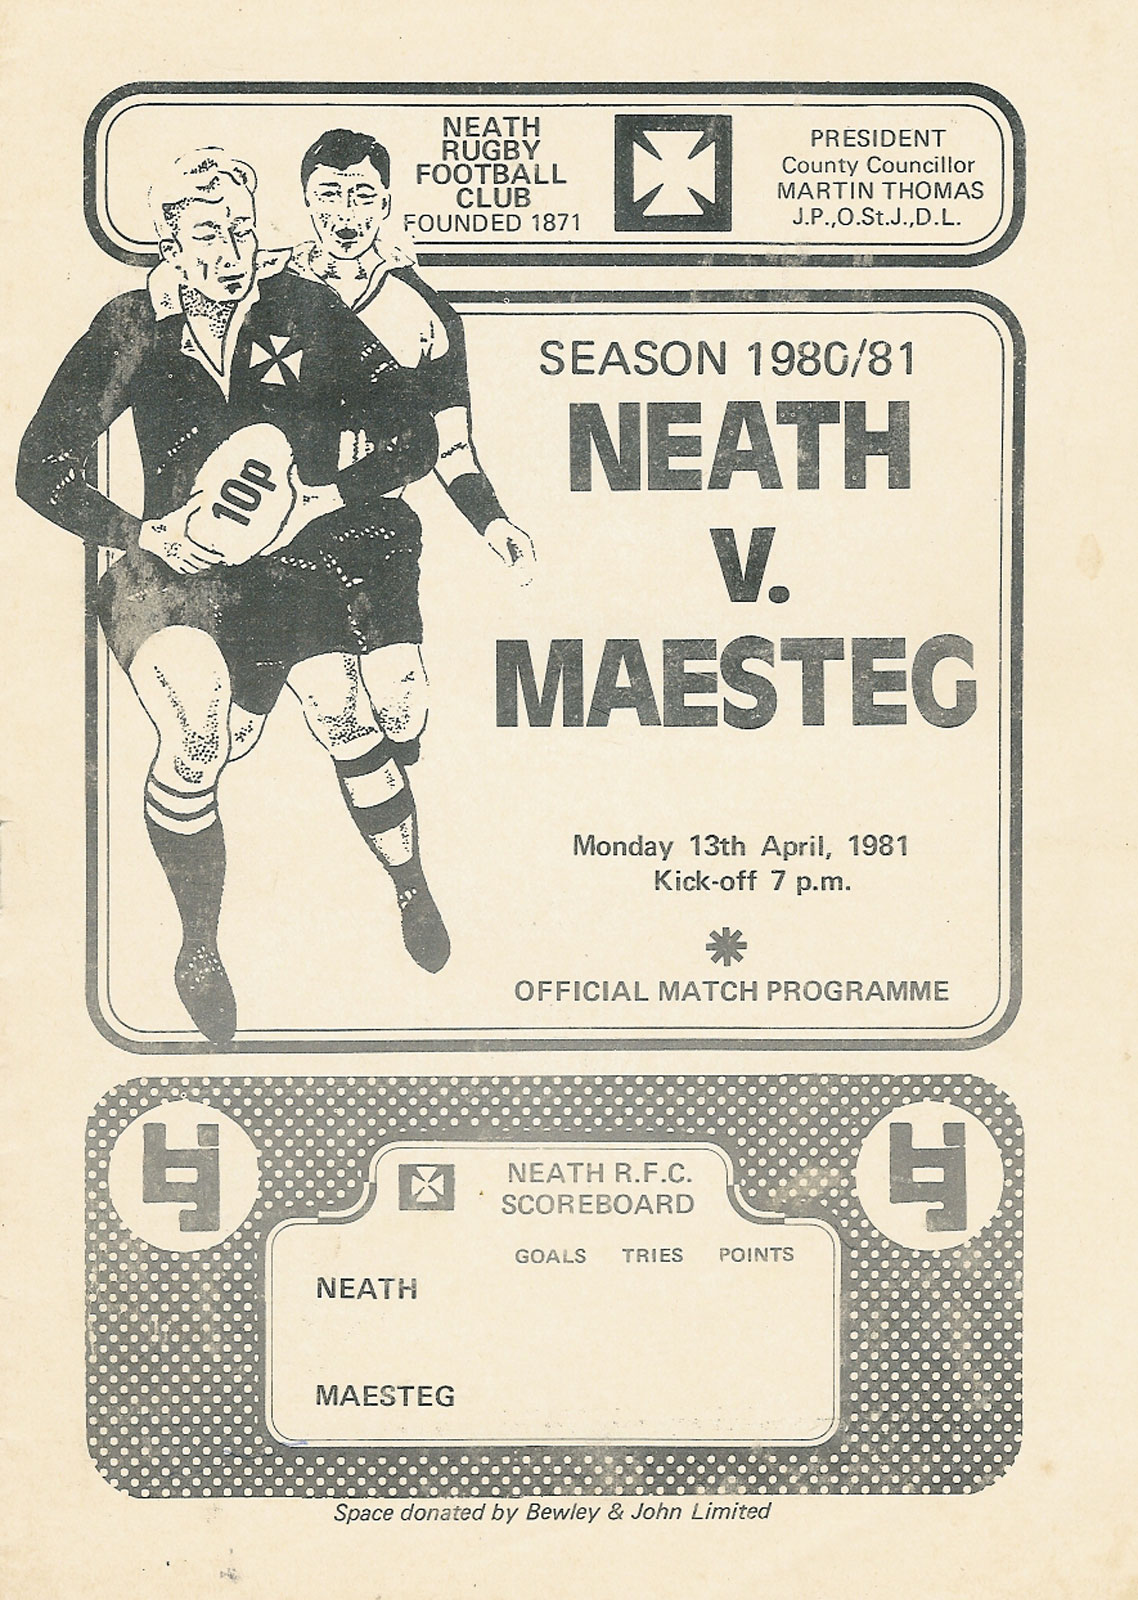 NEATH
RUGBY
FOOTBALL
CLUB
FOUNDED 1871
PRESIDENT
County Councillor
MARTIN THOMAS
J.P.,O.St.J.,D.L.
10p
SEASON 1980/81
NEATH
v.
MAESTEG
Monday 13th April, 1981
Kick-off 7 p.m.
OFFICIAL MATCH PROGRAMME
NEATH R.F.C.
SCOREBOARD
GOALS TRIES POINTS
NEATH
MAESTEG
Space donated by Bewley & John Limited